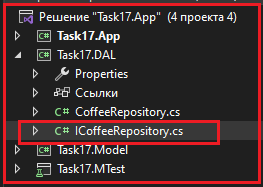 Решение "Task17.App" (4 проекта 4)
Task17.App
Task17.DAL
Properties
Ссылки
CoffeeRepository.cs
ICoffeeRepository.cs
Task17.Model
Task17.MTest